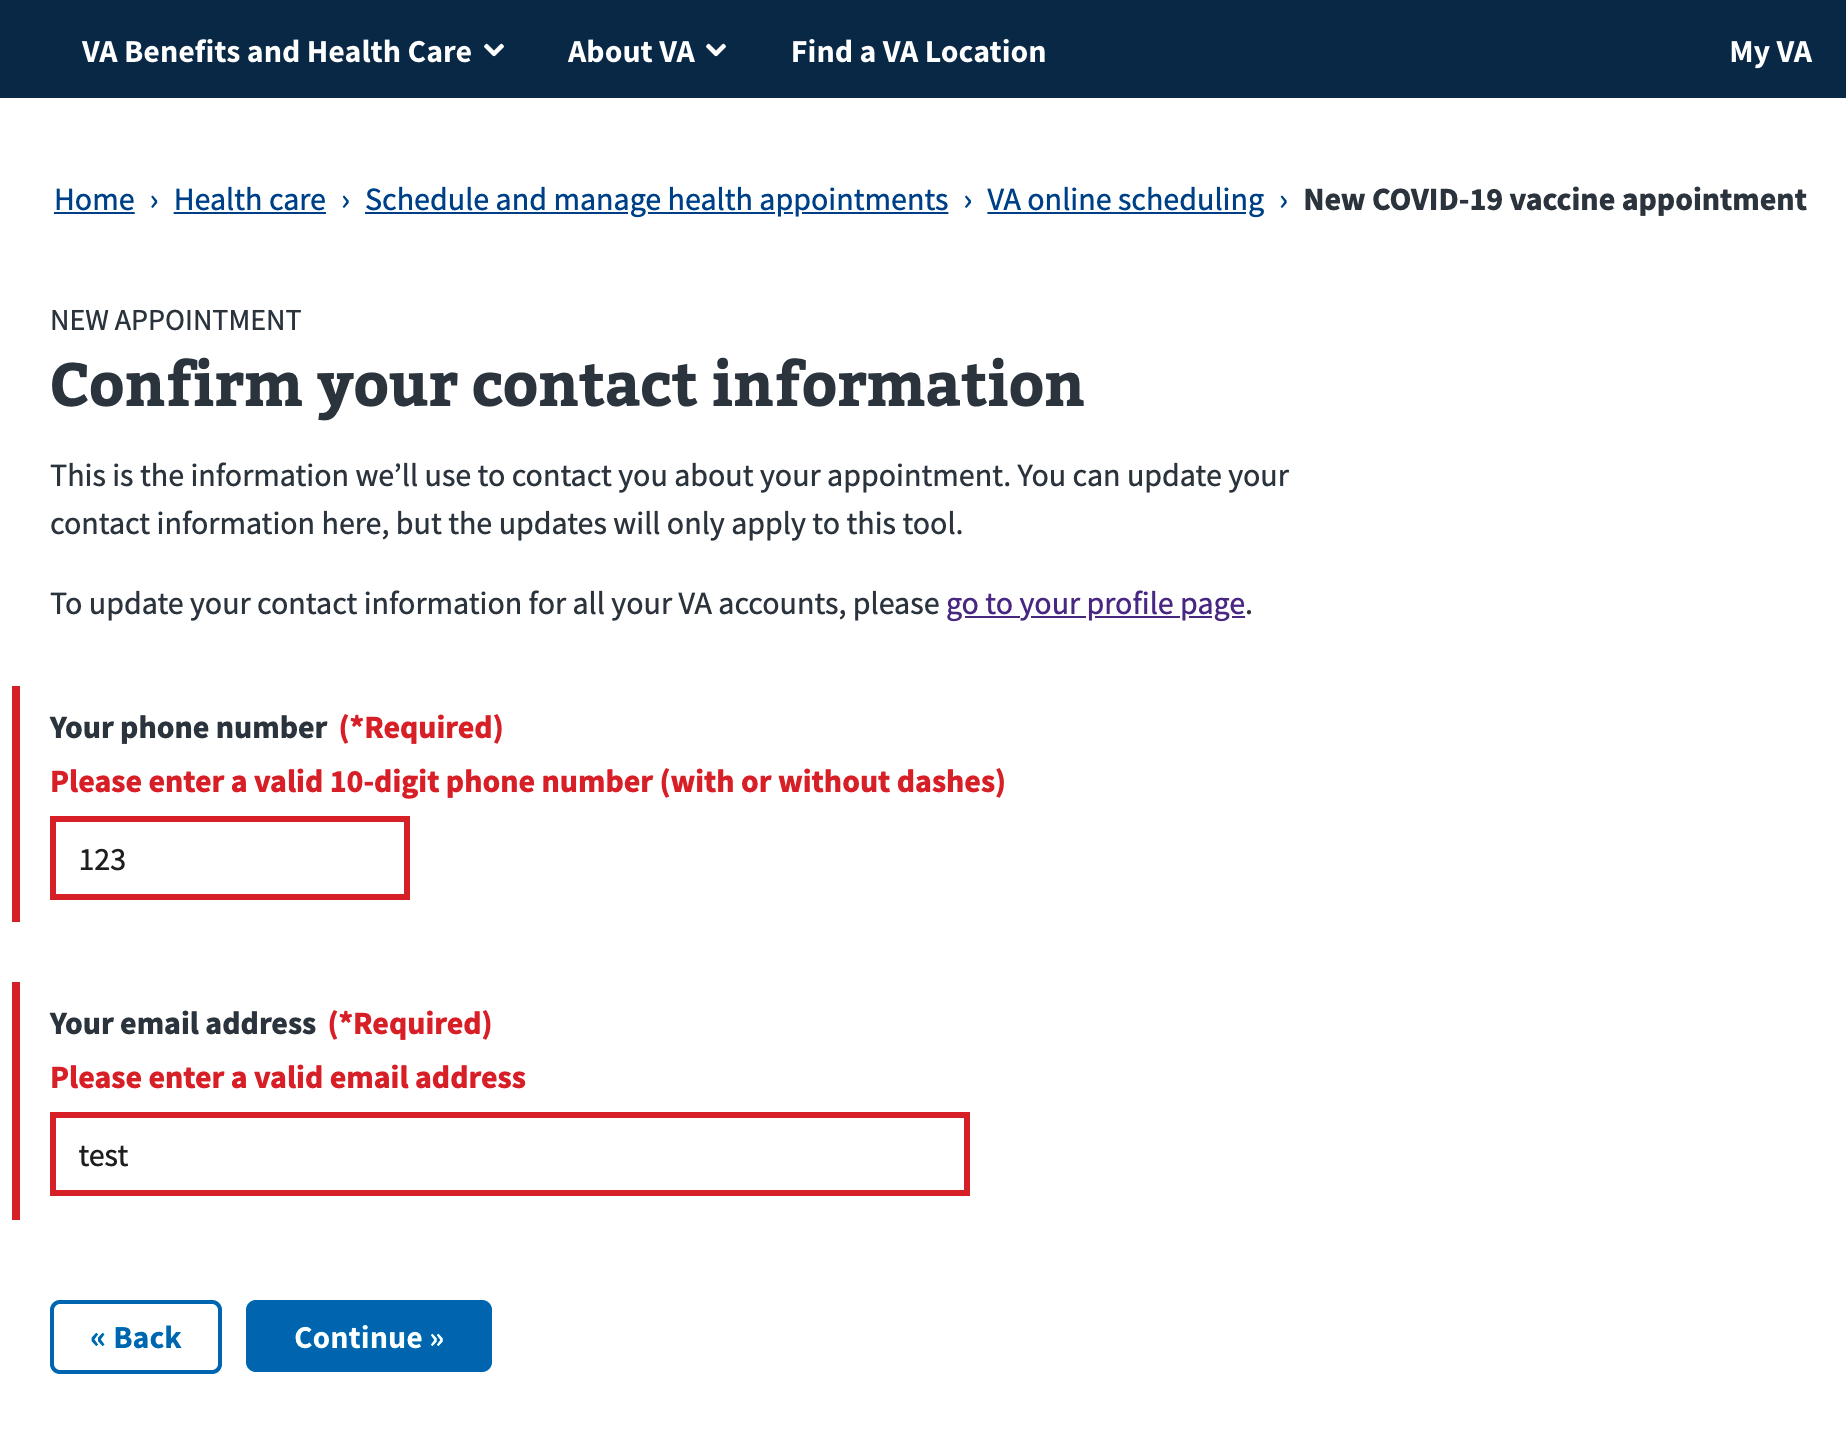 VA Benefits and Health Care About VA Find a VA Location My VA
Home › Health care › Schedule and manage health appointments › VA online scheduling › New COVID-19 vaccine appointment
NEW APPOINTMENT
Confirm your contact information
This is the information we’ll use to contact you about your appointment. You can update your
contact information here, but the updates will only apply to this tool.
To update your contact information for all your VA accounts, please go to your profile page.
Your phone number (*Required)
Please enter a valid 10-digit phone number (with or without dashes)
123
Your email address (*Required)
Please enter a valid email address
test
« Back Continue »